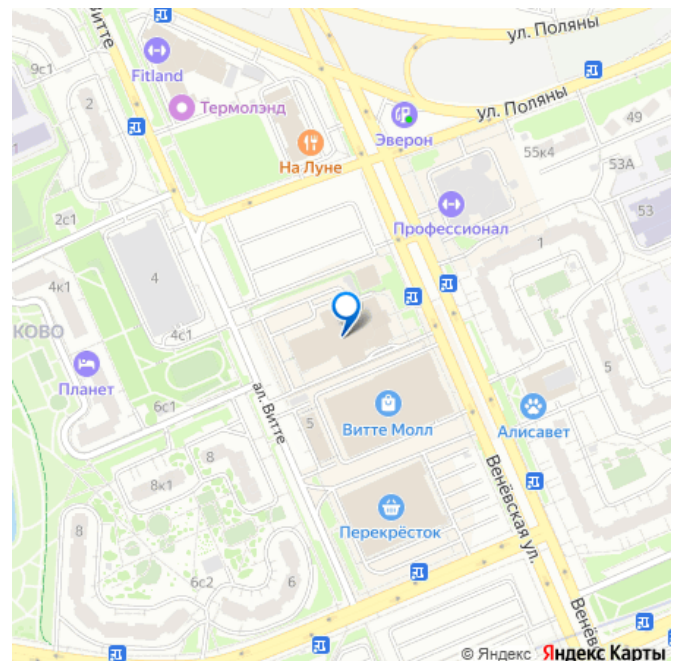 ул. Витте
9с1
Fitland
2
Термолэнд
На Луне
Эверон
ул. Поляны
ул. Поляны
49
55к4
53А
53
Профессионал
1
2с1
4
4к1
4с1
КОВО
Планет
6с1
ал. Витте
5
Витте Молл
Алисавет
5
8
8к1
8
Перекрёсток
Венёвская ул.
6с2
6
Венёвс
© Яндекс Яндекс Карты